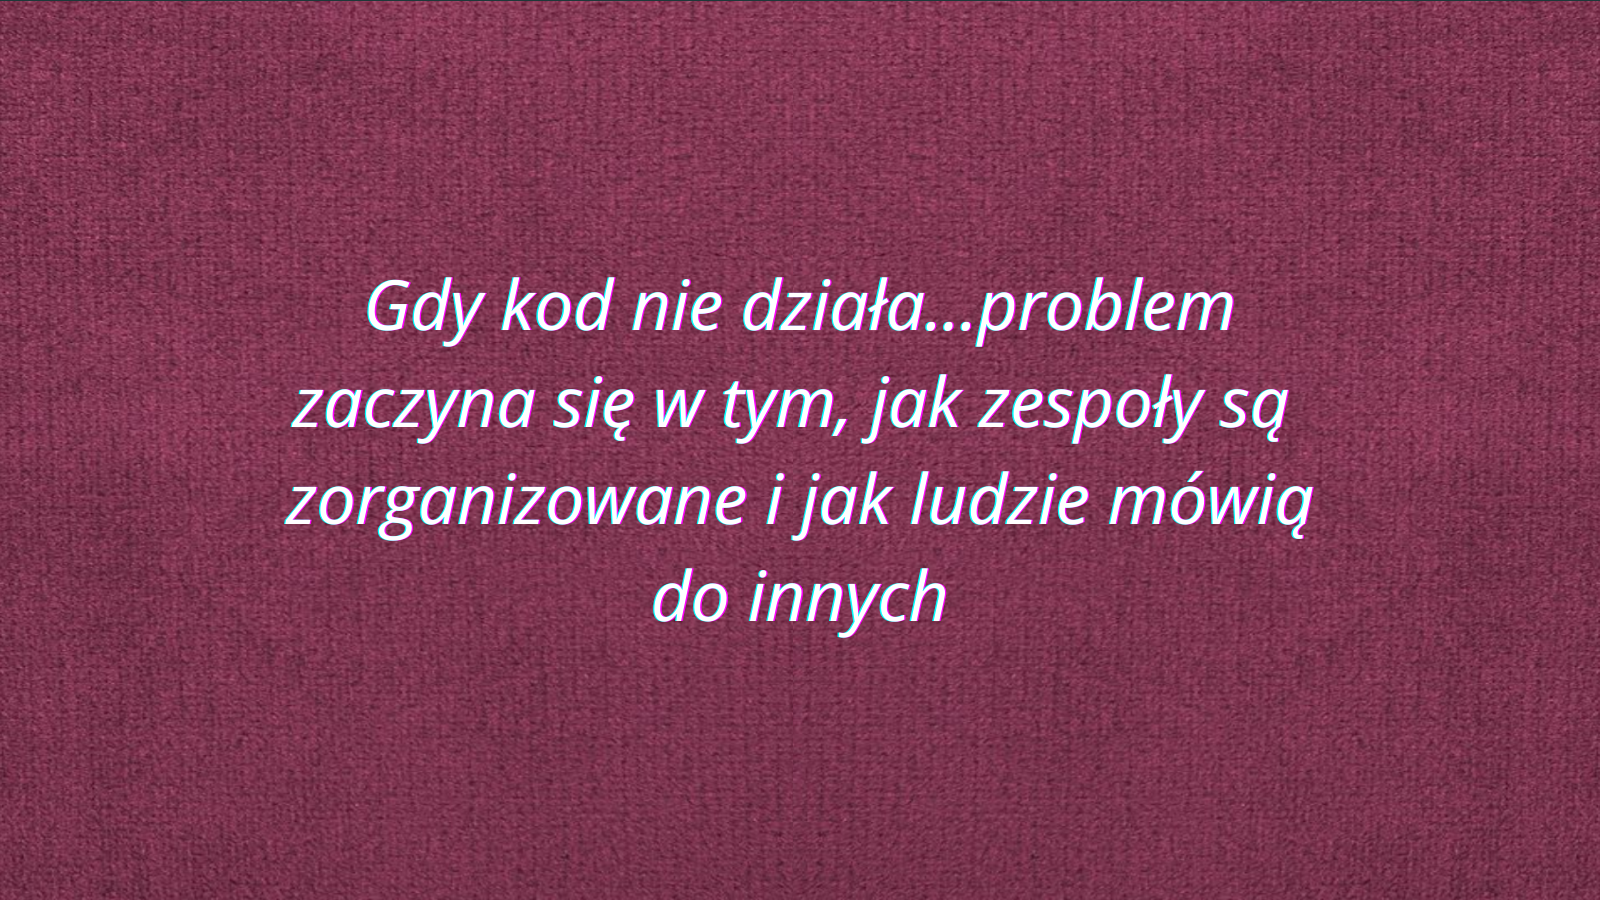 Gdy kod nie działa...problem
zaczyna się w tym, jak zespoły są
zorganizowane i jak ludzie mówią
do innych